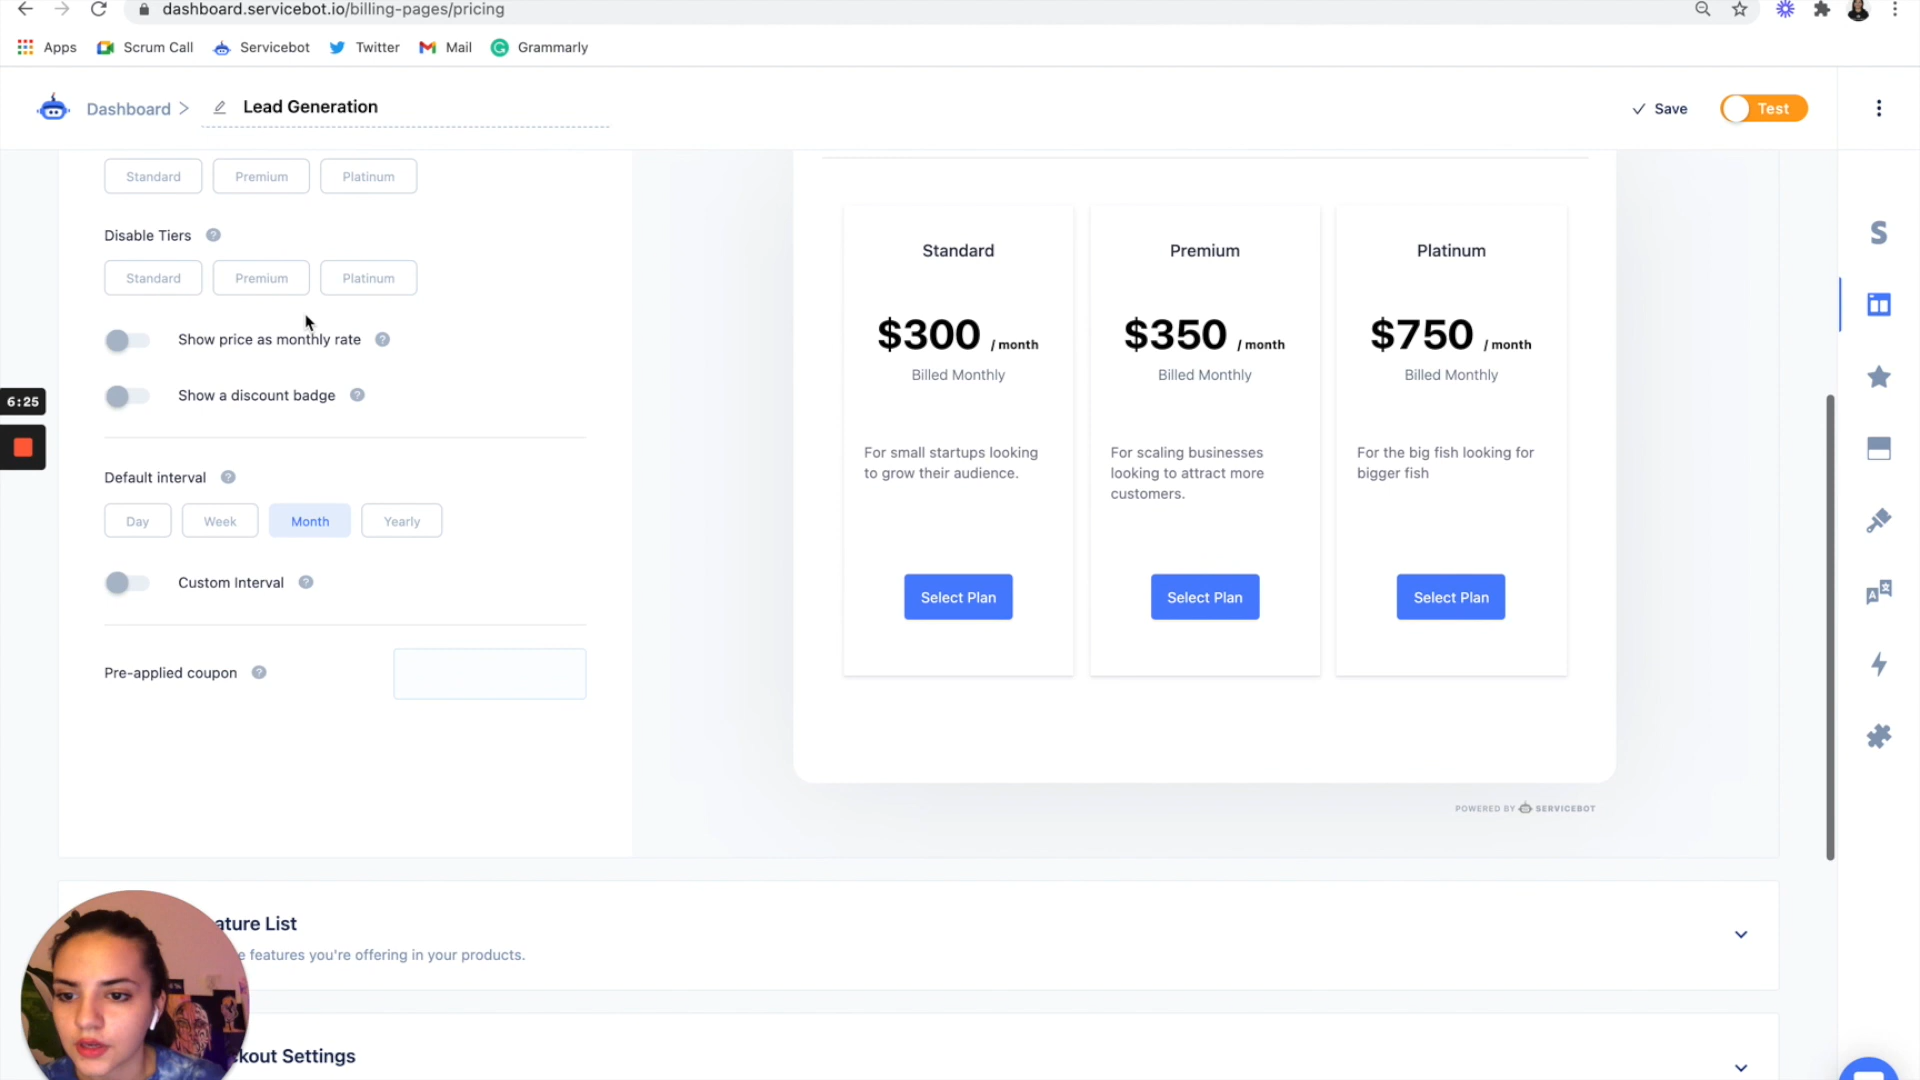 dashboard.servicebot.io/billing-pages/pricing
Apps
Scrum Call
Servicebot
Twitter
Mail
Grammarly
Dashboard >
Lead Generation
Save
Test
Standard
Premium
Platinum
Disable Tiers ?
Standard
Premium
Platinum
Show price as monthly rate ?
Show a discount badge ?
6:25
Default interval ?
Day
Week
Month
Yearly
Custom Interval ?
Pre-applied coupon ?
Standard
$300 / month
Billed Monthly
For small startups looking
to grow their audience.
Select Plan
Premium
$350 / month
Billed Monthly
For scaling businesses
looking to attract more
customers.
Select Plan
Platinum
$750 / month
Billed Monthly
For the big fish looking for
bigger fish
Select Plan
POWERED BY SERVICEBOT
ature List
e features you're offering in your products.
kout Settings
S